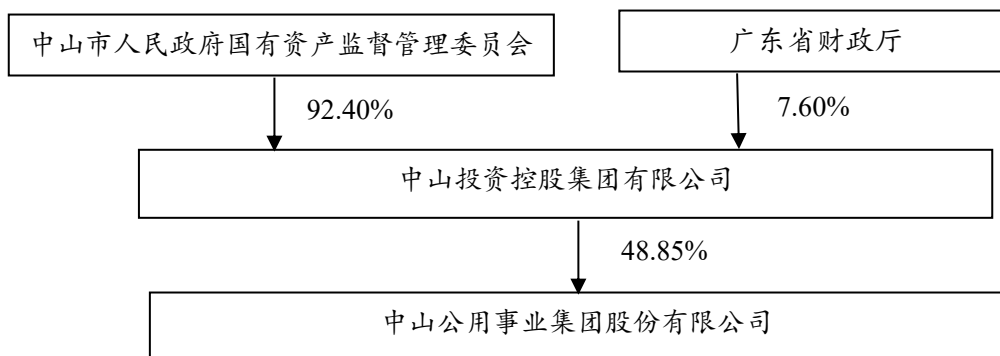 中山市人民政府国有资产监督管理委员会
广东省财政厅
92.40%
7.60%
中山投资控股集团有限公司
48.85%
中山公用事业集团股份有限公司